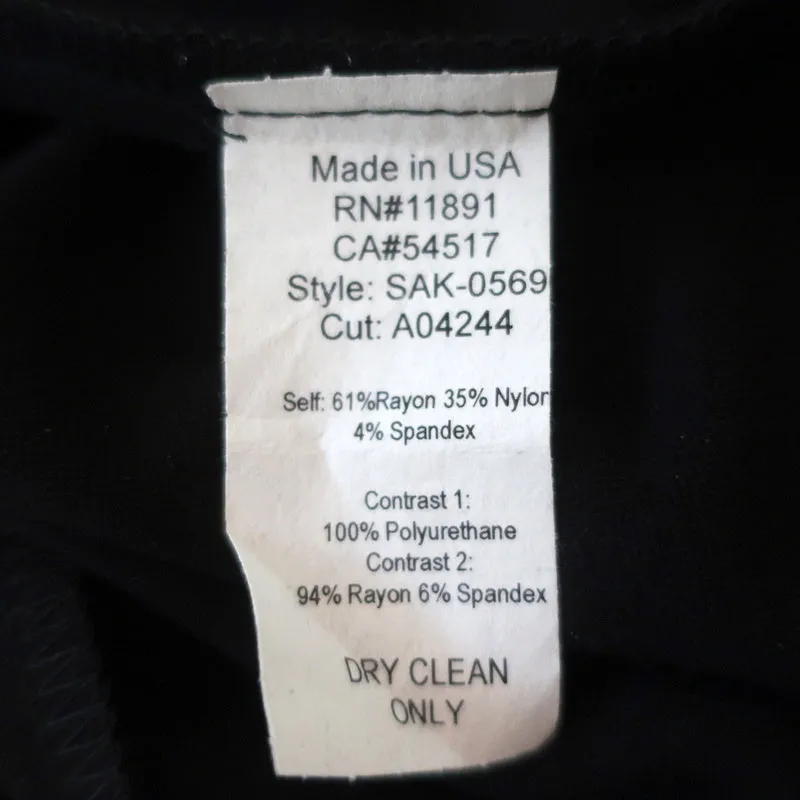 Made in USA
RN#11891
CA#54517
Style: SAK-0569
Cut: A04244
Self: 61%Rayon 35% Nylon
4% Spandex
Contrast 1:
100% Polyurethane
Contrast 2:
94% Rayon 6% Spandex
DRY CLEAN
ONLY